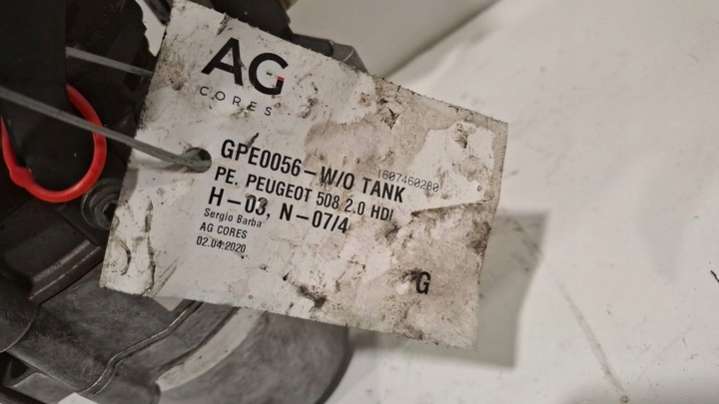 AG
CORES
GPE0056-W/O TANK
1607460280
PE. PEUGEOT 508 2.0 HDI
H-03, N-07/4
Sergio Barba
AG CORES
02.04.2020
G